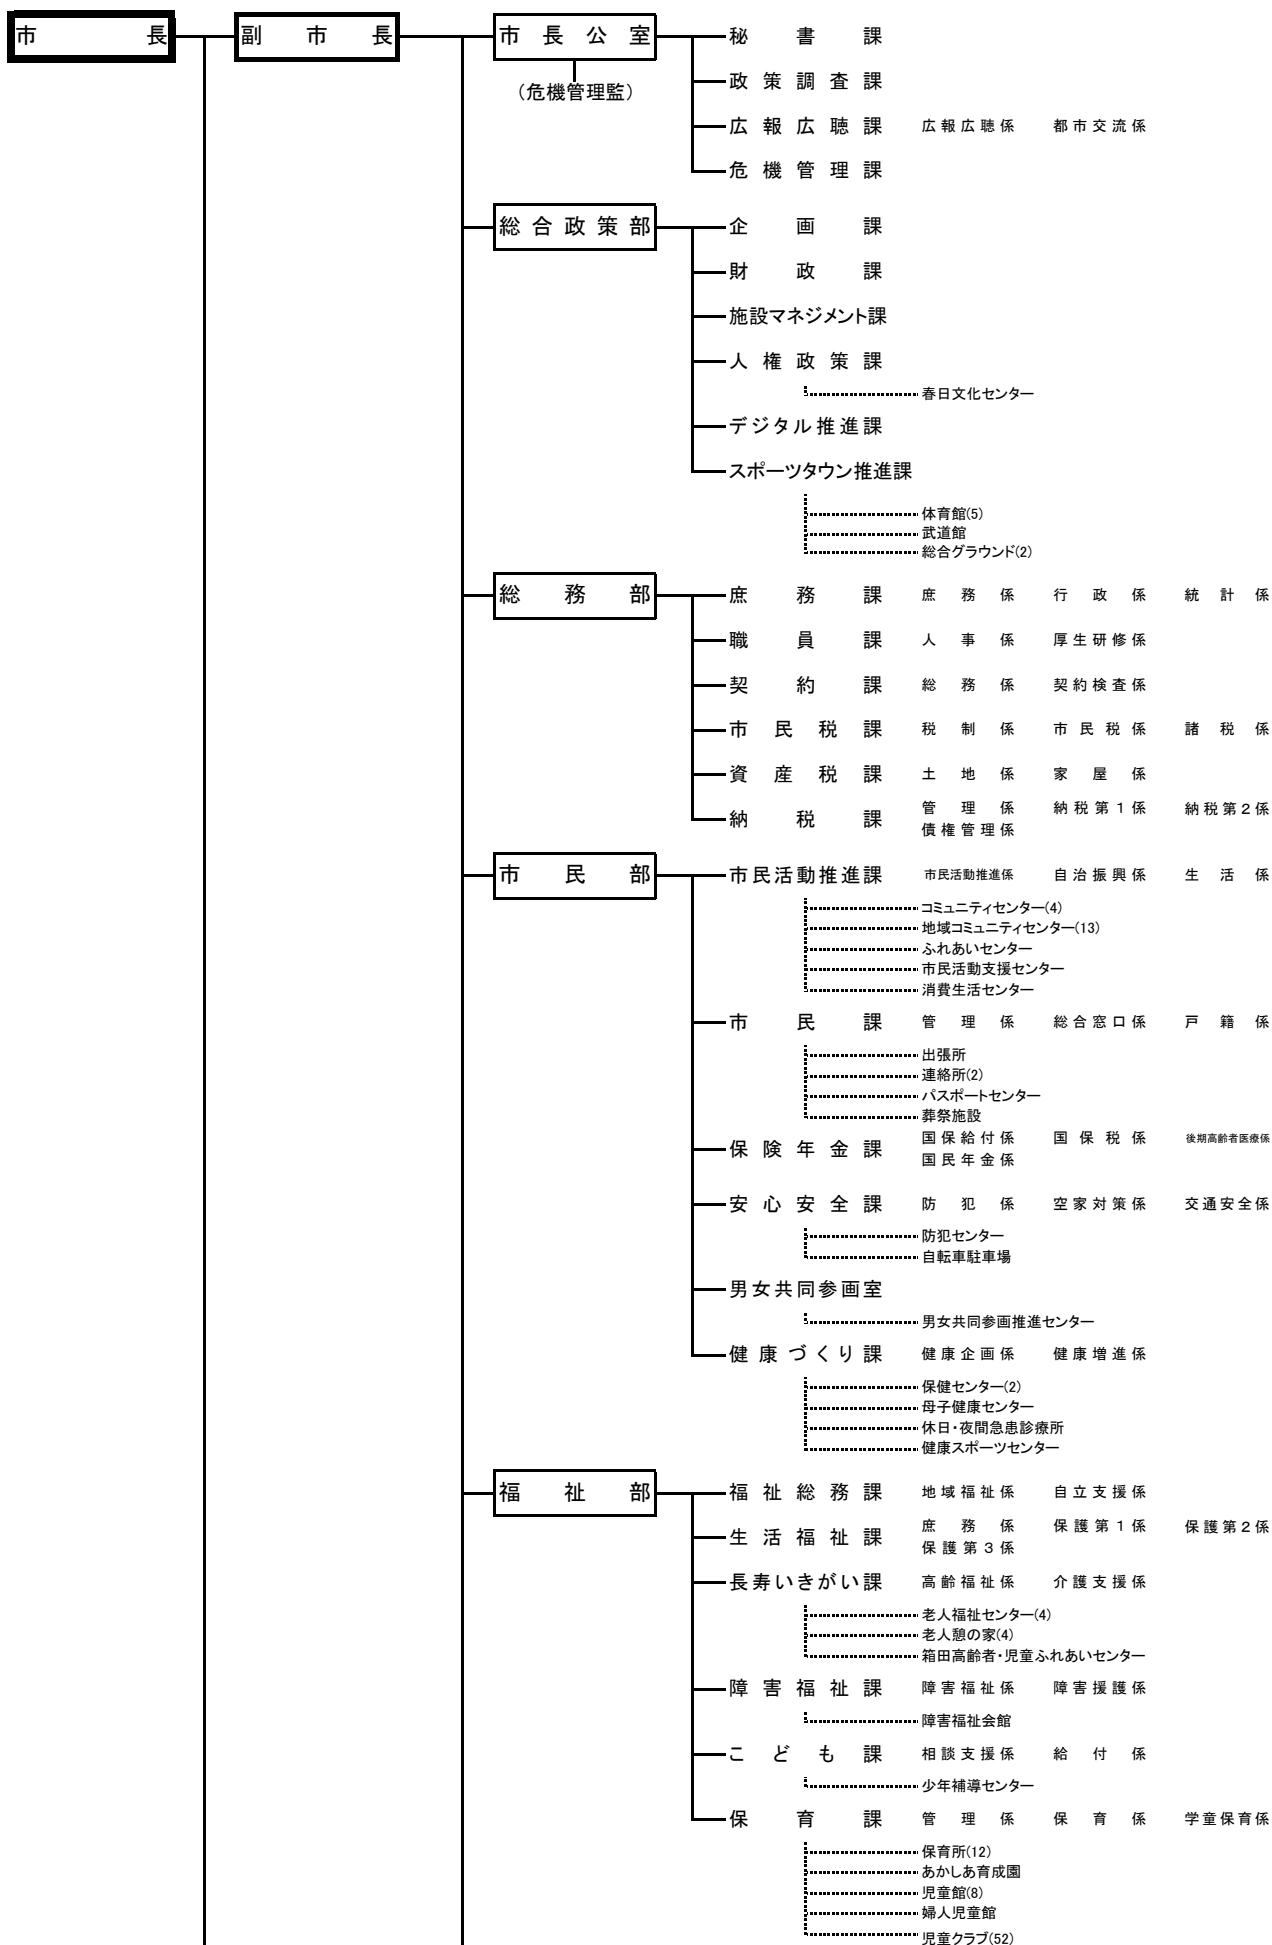 市長 副市長 市長公室 秘書課
(危機管理監)
政策調査課
広報広聴課 広報広聴係 都市交流係
危機管理課
総合政策部 企画課
財政課
施設マネジメント課
人権政策課
春日文化センター
デジタル推進課
スポーツタウン推進課
体育館(5)
武道館
総合グラウンド(2)
総務部 庶務課 庶務係 行政係 統計係
職員課 人事係 厚生研修係
契約課 総務係 契約検査係
市民税課 税制係 市民税係 諸税係
資産税課 土地係 家屋係
納税課 管理係 納税第1係 納税第2係
債権管理係
市民部 市民活動推進課 市民活動推進係 自治振興係 生活係
コミュニティセンター(4)
地域コミュニティセンター(13)
ふれあいセンター
市民活動支援センター
消費生活センター
市民課 管理係 総合窓口係 戸籍係
出張所
連絡所(2)
パスポートセンター
葬祭施設
保険年金課 国保給付係 国保税係 後期高齢者医療係
国民年金係
安心安全課 防犯係 空家対策係 交通安全係
防犯センター
自転車駐車場
男女共同参画室
男女共同参画推進センター
健康づくり課 健康企画係 健康増進係
保健センター(2)
母子健康センター
休日・夜間急患診療所
健康スポーツセンター
福祉部 福祉総務課 地域福祉係 自立支援係
生活福祉課 庶務係 保護第1係 保護第2係
保護第3係
長寿いきがい課 高齢福祉係 介護支援係
老人福祉センター(4)
老人憩の家(4)
箱田高齢者・児童ふれあいセンター
障害福祉課 障害福祉係 障害援護係
障害福祉会館
こども課 相談支援係 給付係
少年補導センター
保育課 管理係 保育係 学童保育係
保育所(12)
あかしあ育成園
児童館(8)
婦人児童館
児童クラブ(52)